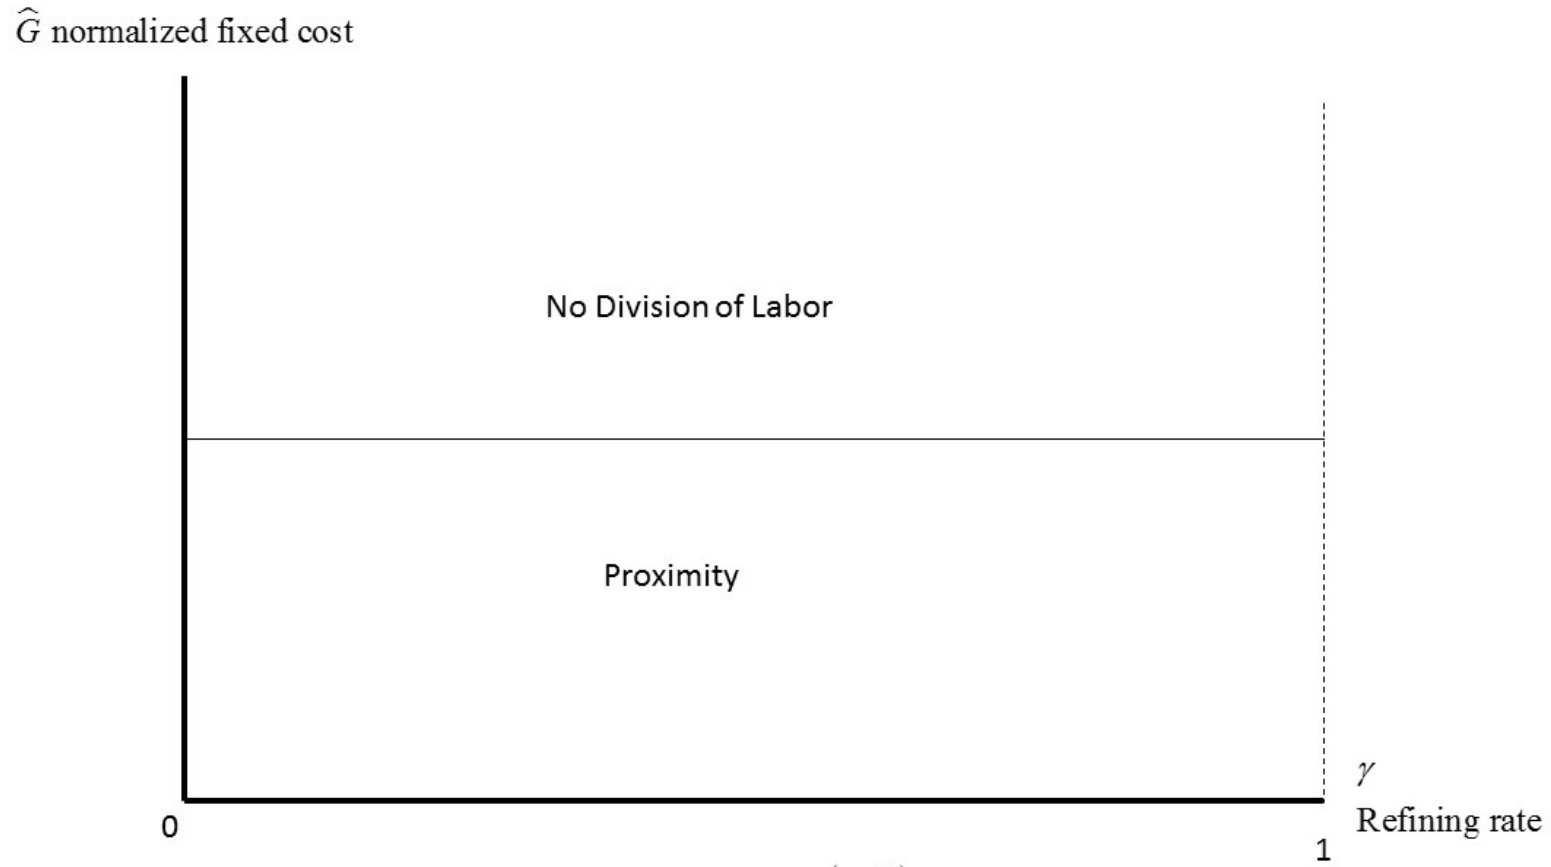 Ĝ normalized fixed cost
No Division of Labor
Proximity
γ
0
Refining rate
1